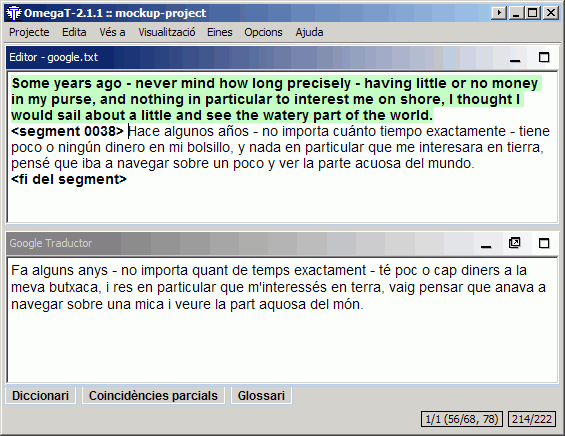 OmegaT-2.1.1 :: mockup-project
Projecte Edita Vés a Visualització Eines Opcions Ajuda
Editor - google.txt
Some years ago - never mind how long precisely - having little or no money
in my purse, and nothing in particular to interest me on shore, I thought I
would sail about a little and see the watery part of the world.
<segment 0038> Hace algunos años - no importa cuánto tiempo exactamente - tiene
poco o ningún dinero en mi bolsillo, y nada en particular que me interesara en tierra,
pensé que iba a navegar sobre un poco y ver la parte acuosa del mundo.
<fi del segment>
Google Traductor
Fa alguns anys - no importa quant de temps exactament - té poc o cap diners a la
meva butxaca, i res en particular que m'interessés en terra, vaig pensar que anava a
navegar sobre una mica i veure la part aquosa del món.
Diccionari Coincidències parcials Glossari
1/1 (56/68, 78) 214/222